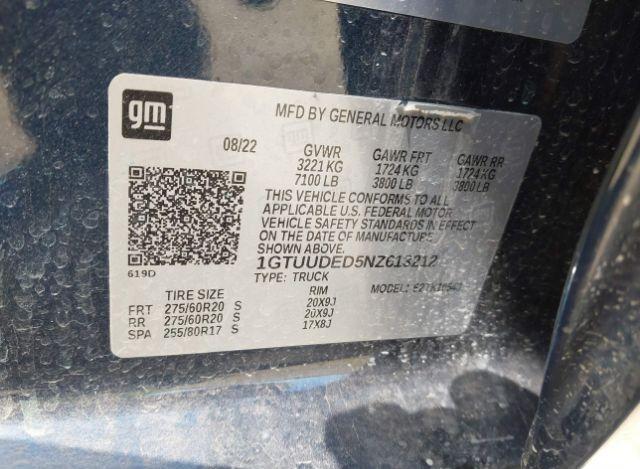 gm
MFD BY GENERAL MOTORS LLC
08/22 GVWR GAWR FRT GAWR RR
3221 KG 1724 KG 1724 KG
7100 LB 3800 LB 3800 LB
THIS VEHICLE CONFORMS TO ALL
APPLICABLE U.S. FEDERAL MOTOR
VEHICLE SAFETY STANDARDS IN EFFECT
ON THE DATE OF MANUFACTURE
SHOWN ABOVE.
619D
1GTUUDED5NZ613212
TYPE: TRUCK MODEL:
TIRE SIZE RIM
FRT 275/60R20 S 20X9J
RR 275/60R20 S 20X9J
SPA 255/80R17 S 17X8J